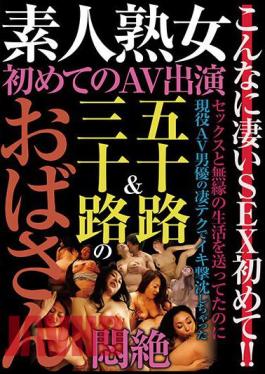 こんなに凄いSEX初めて!!
セックスと無縁の生活を送ってたのに
現役AV男優の凄テクでイキ撃沈しちゃった
素人熟女
初めてのAV出演
五十路
&
三十路の
おばさん
悶絶